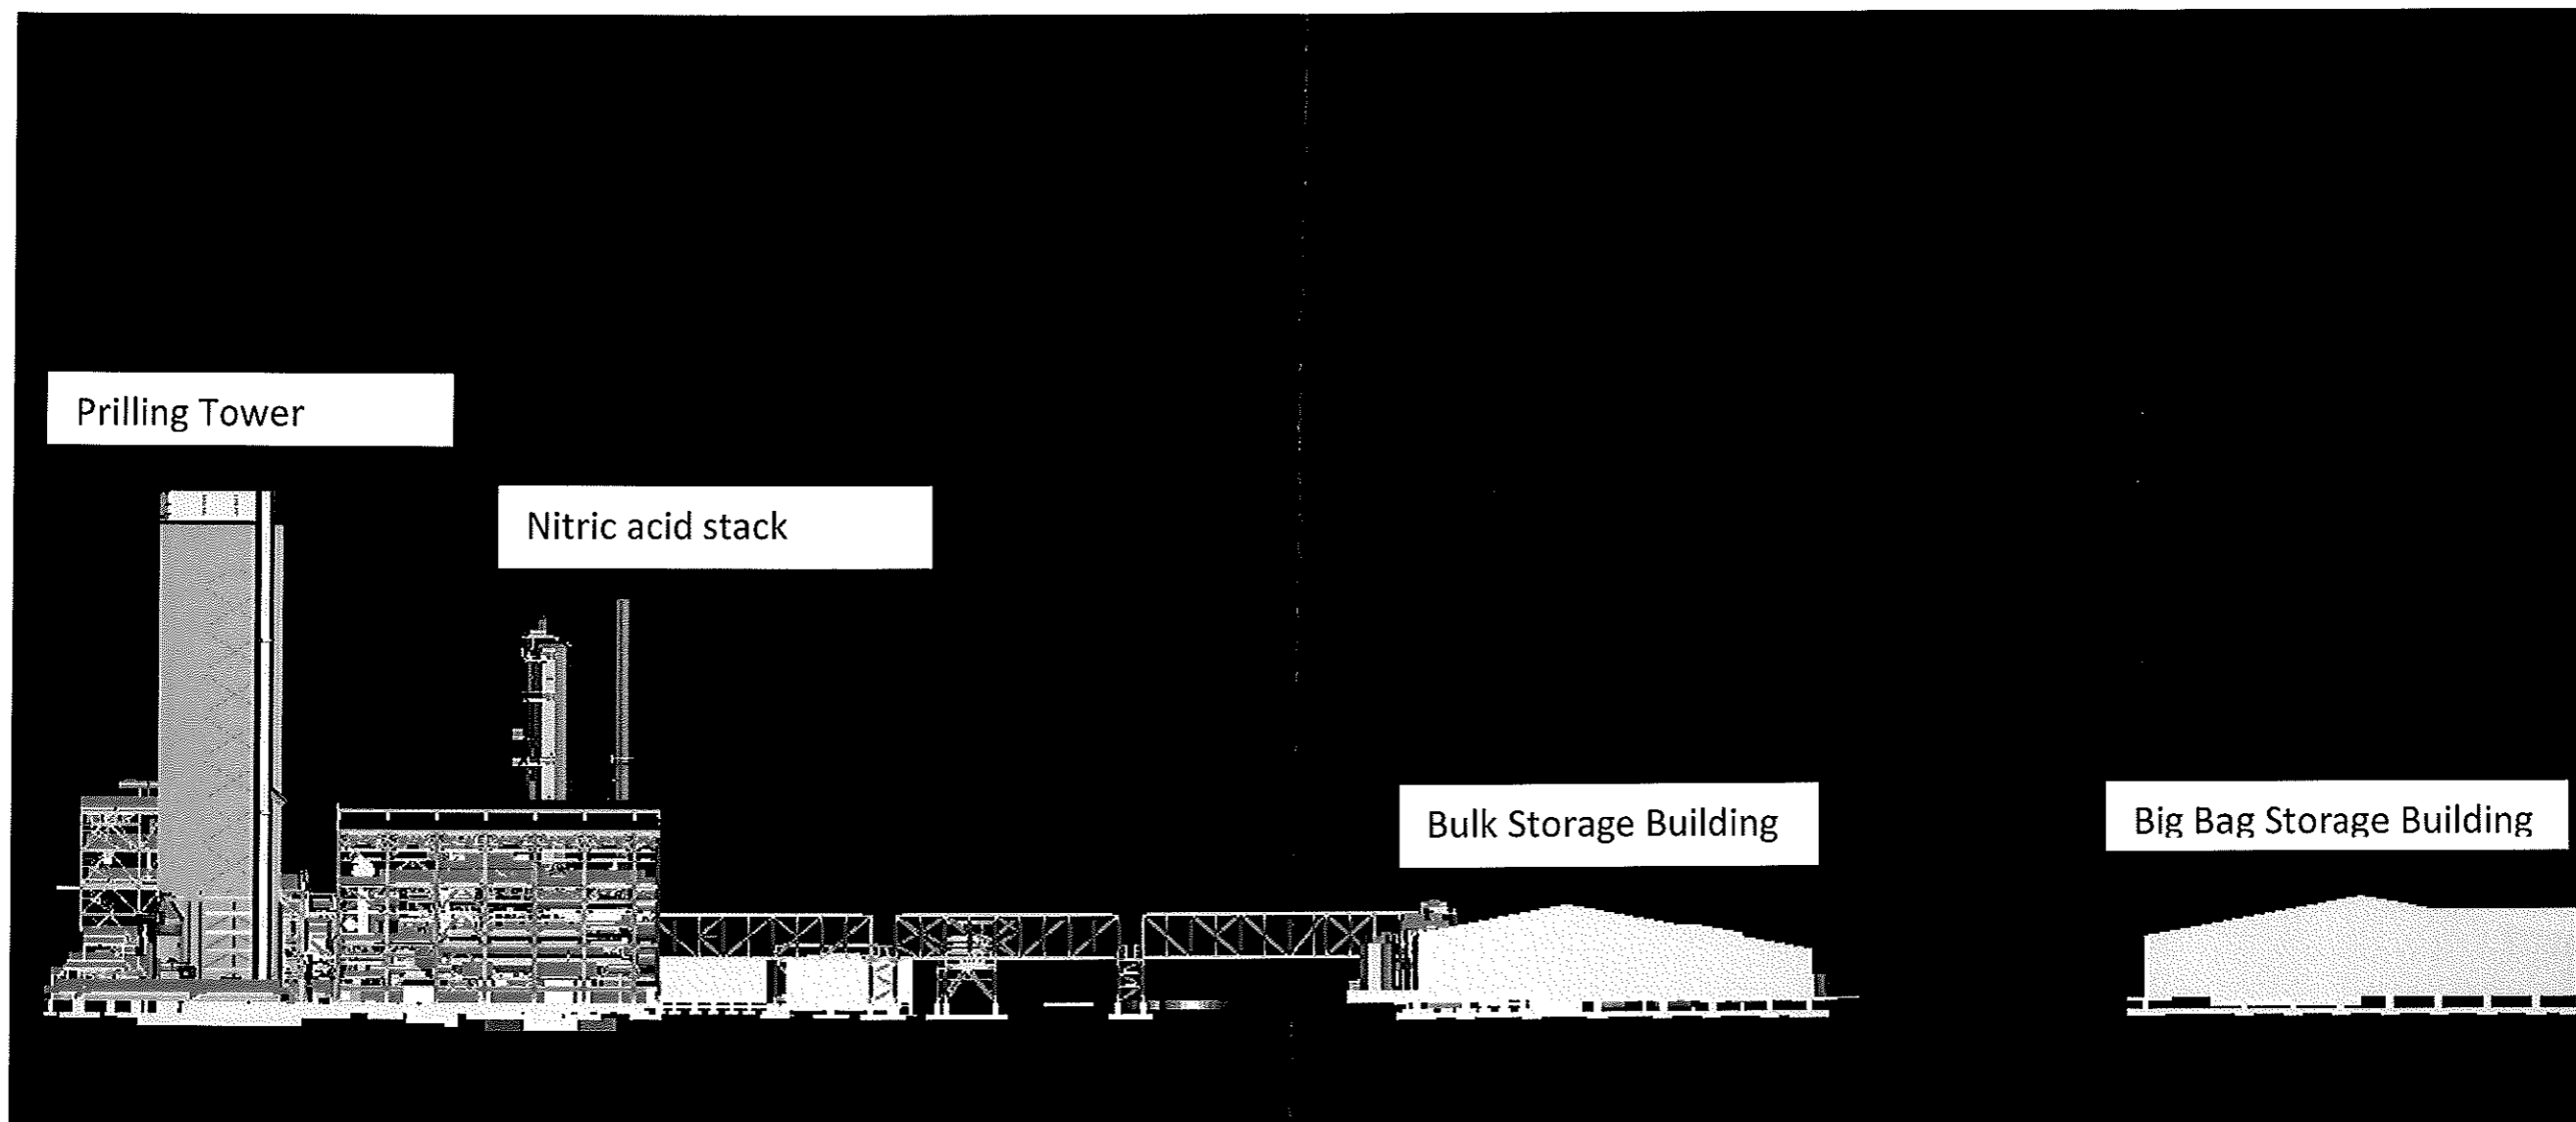 Prilling Tower
Nitric acid stack
Bulk Storage Building
Big Bag Storage Building